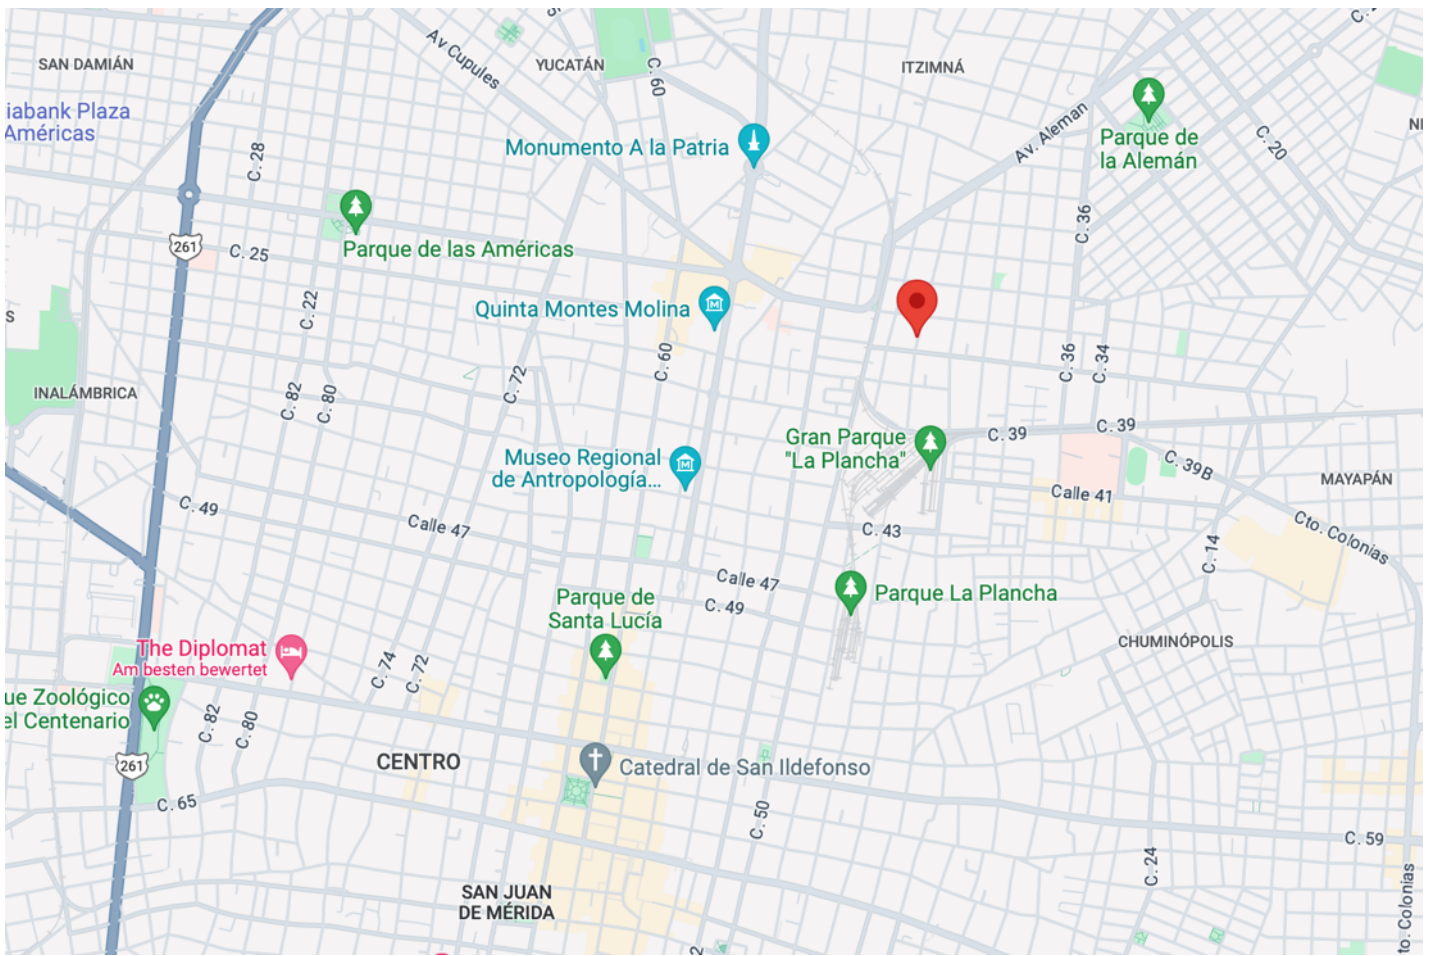 Av Cupules
YUCATÁN
C. 60
ITZIMNÁ
SAN DAMIÁN
iabank Plaza
Américas
Av. Aleman
Parque de
la Alemán
C. 20
Monumento A la Patria
C. 28
C. 36
261
C. 25
Parque de las Américas
C. 22
Quinta Montes Molina
S
C. 60
C. 36
C. 34
INALÁMBRICA
C. 82
C. 80
C. 72
Gran Parque
"La Plancha"
C. 39
C. 39
Museo Regional
de Antropología...
C. 39B
MAYAPÁN
Calle 41
C. 49
Calle 47
C. 43
Cto. Colonias
C. 14
Calle 47
C. 49
Parque La Plancha
Parque de
Santa Lucía
CHUMINÓPOLIS
The Diplomat
Am besten bewertet
C. 74
C. 72
ue Zoológico
el Centenario
C. 82
C. 80
261
CENTRO
Catedral de San Ildefonso
C. 65
C. 50
C. 59
C. 24
SAN JUAN
DE MÉRIDA
to. Colonias